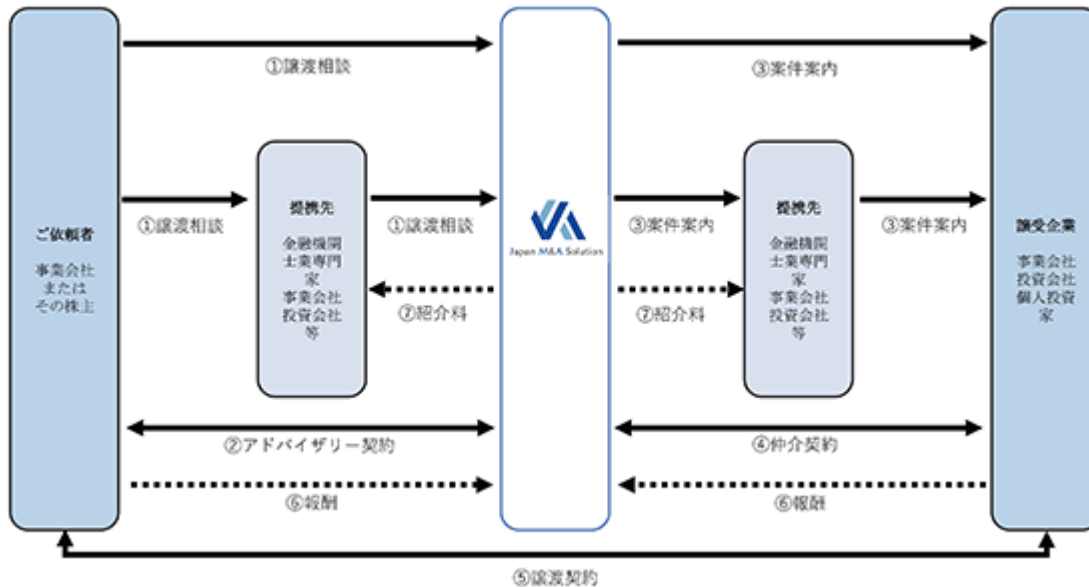 ①譲渡相談
③案件案内
提携先
金融機関
士業専門
家
事業会社
投資会社
等
提携先
金融機関
士業専門
家
事業会社
投資会社
等
ご依頼者
事業会社
または
その株主
①譲渡相談
①譲渡相談
Japan M&A Solution
③案件案内
③案件案内
譲受企業
事業会社
投資会社
個人投資
家
⑦紹介料
⑦紹介料
②アドバイザリー契約
④仲介契約
⑥報酬
⑥報酬
⑤譲渡契約